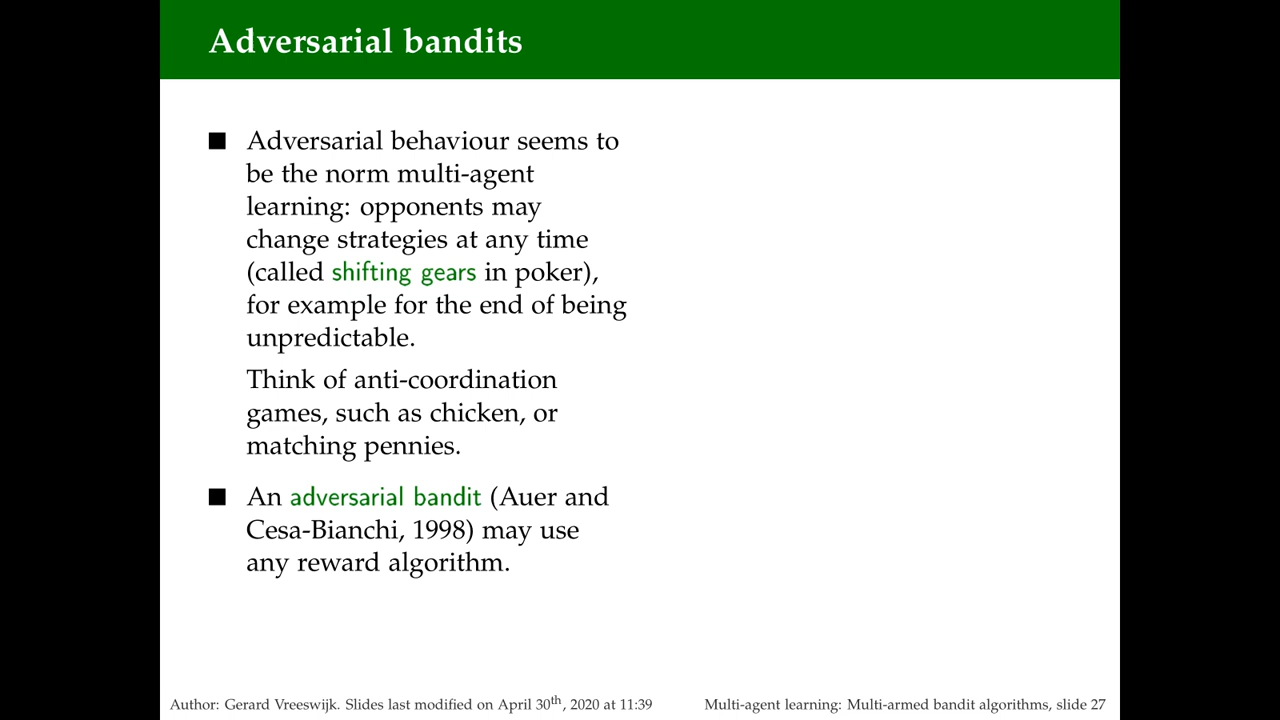 Adversarial bandits
■ Adversarial behaviour seems to
be the norm multi-agent
learning: opponents may
change strategies at any time
(called shifting gears in poker),
for example for the end of being
unpredictable.
Think of anti-coordination
games, such as chicken, or
matching pennies.
■ An adversarial bandit (Auer and
Cesa-Bianchi, 1998) may use
any reward algorithm.
Author: Gerard Vreeswijk. Slides last modified on April 30th, 2020 at 11:39
Multi-agent learning: Multi-armed bandit algorithms, slide 27